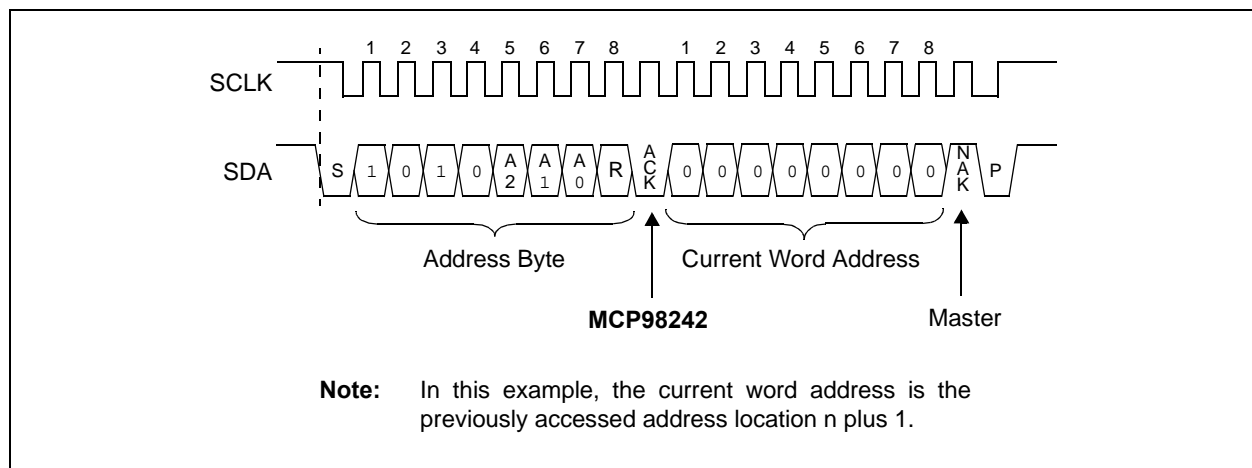 1 2 3 4 5 6 7 8 1 2 3 4 5 6 7 8
SCLK
SDA S 1 0 1 0 A2 A1 A0 R ACK 0 0 0 0 0 0 0 0 NAK P
Address Byte Current Word Address
MCP98242 Master
Note: In this example, the current word address is the
previously accessed address location n plus 1.